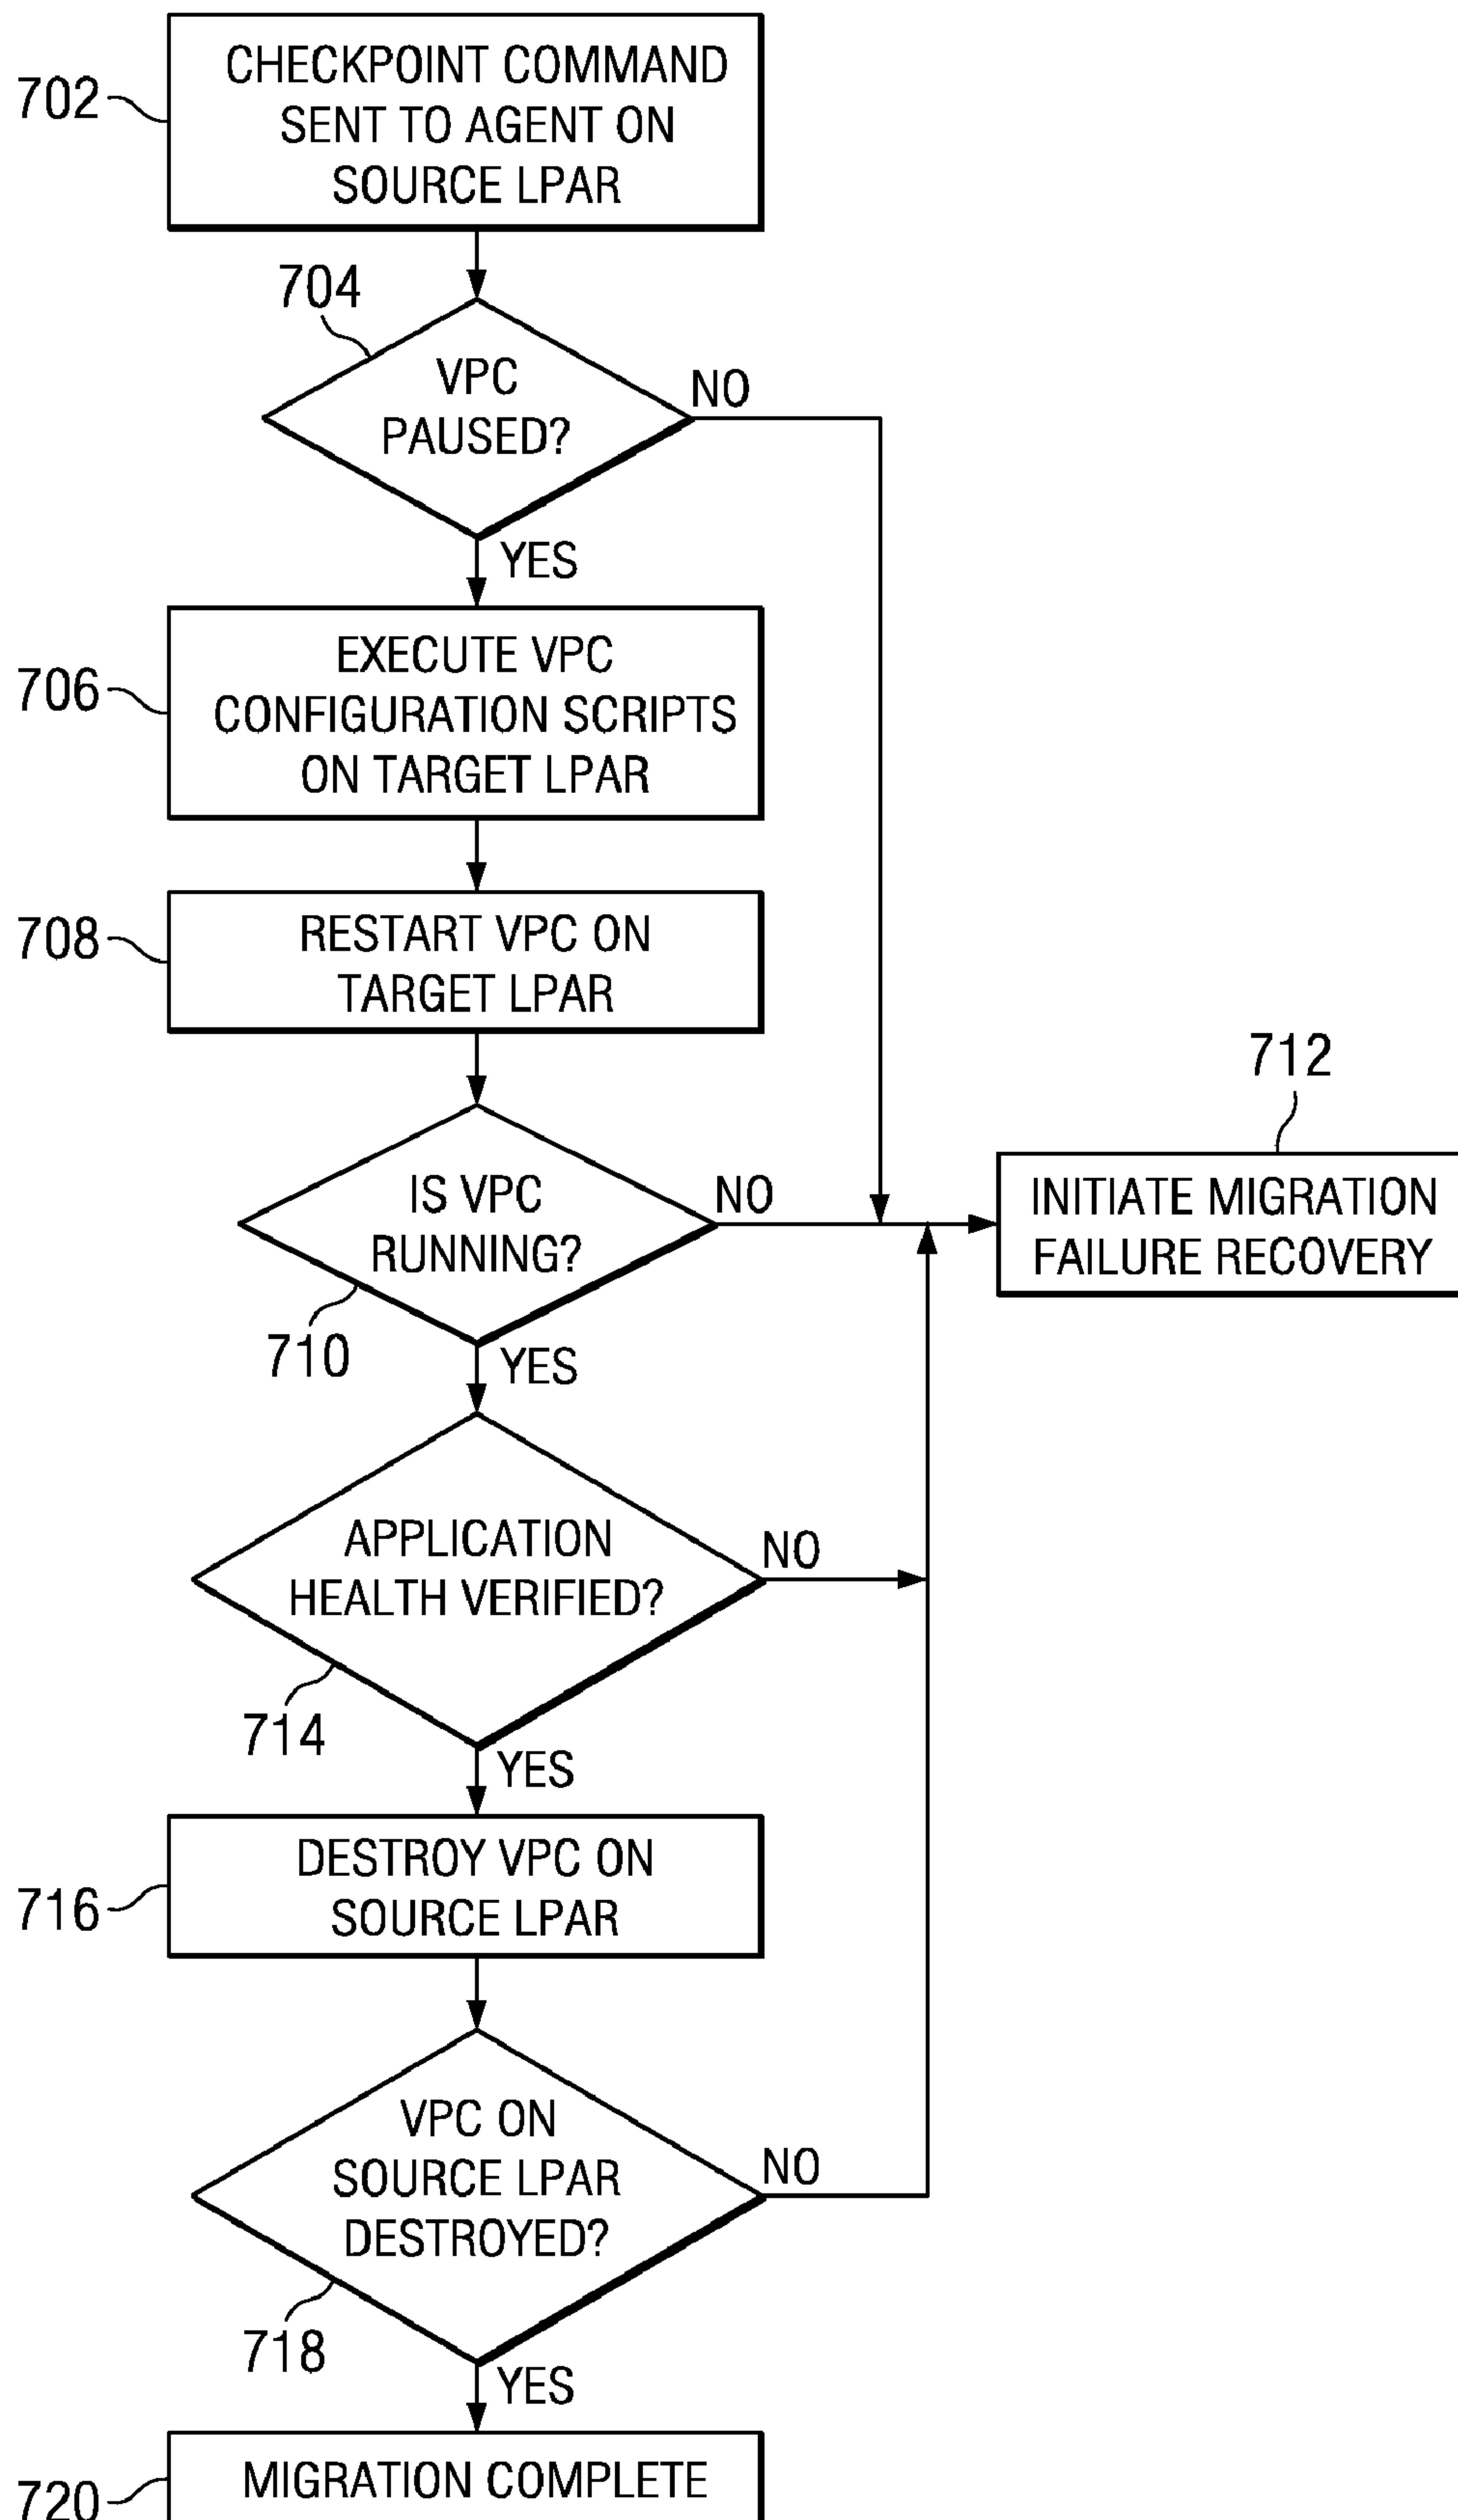 702
CHECKPOINT COMMAND
SENT TO AGENT ON
SOURCE LPAR
704
VPC
PAUSED?
NO
YES
706
EXECUTE VPC
CONFIGURATION SCRIPTS
ON TARGET LPAR
708
RESTART VPC ON
TARGET LPAR
712
IS VPC
RUNNING?
NO
INITIATE MIGRATION
FAILURE RECOVERY
710
YES
APPLICATION
HEALTH VERIFIED?
NO
714
YES
716
DESTROY VPC ON
SOURCE LPAR
VPC ON
SOURCE LPAR
DESTROYED?
NO
718
YES
720
MIGRATION COMPLETE